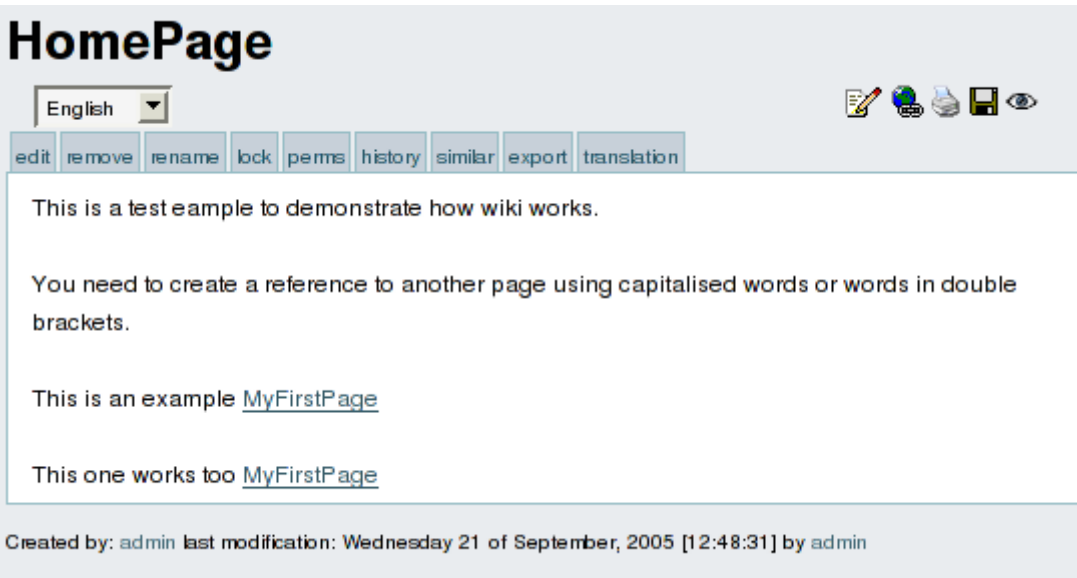 HomePage
English
edit remove rename lock perms history similar export translation
This is a test eample to demonstrate how wiki works.
You need to create a reference to another page using capitalised words or words in double
brackets.
This is an example MyFirstPage
This one works too MyFirstPage
Created by: admin last modification: Wednesday 21 of September, 2005 [12:48:31] by admin